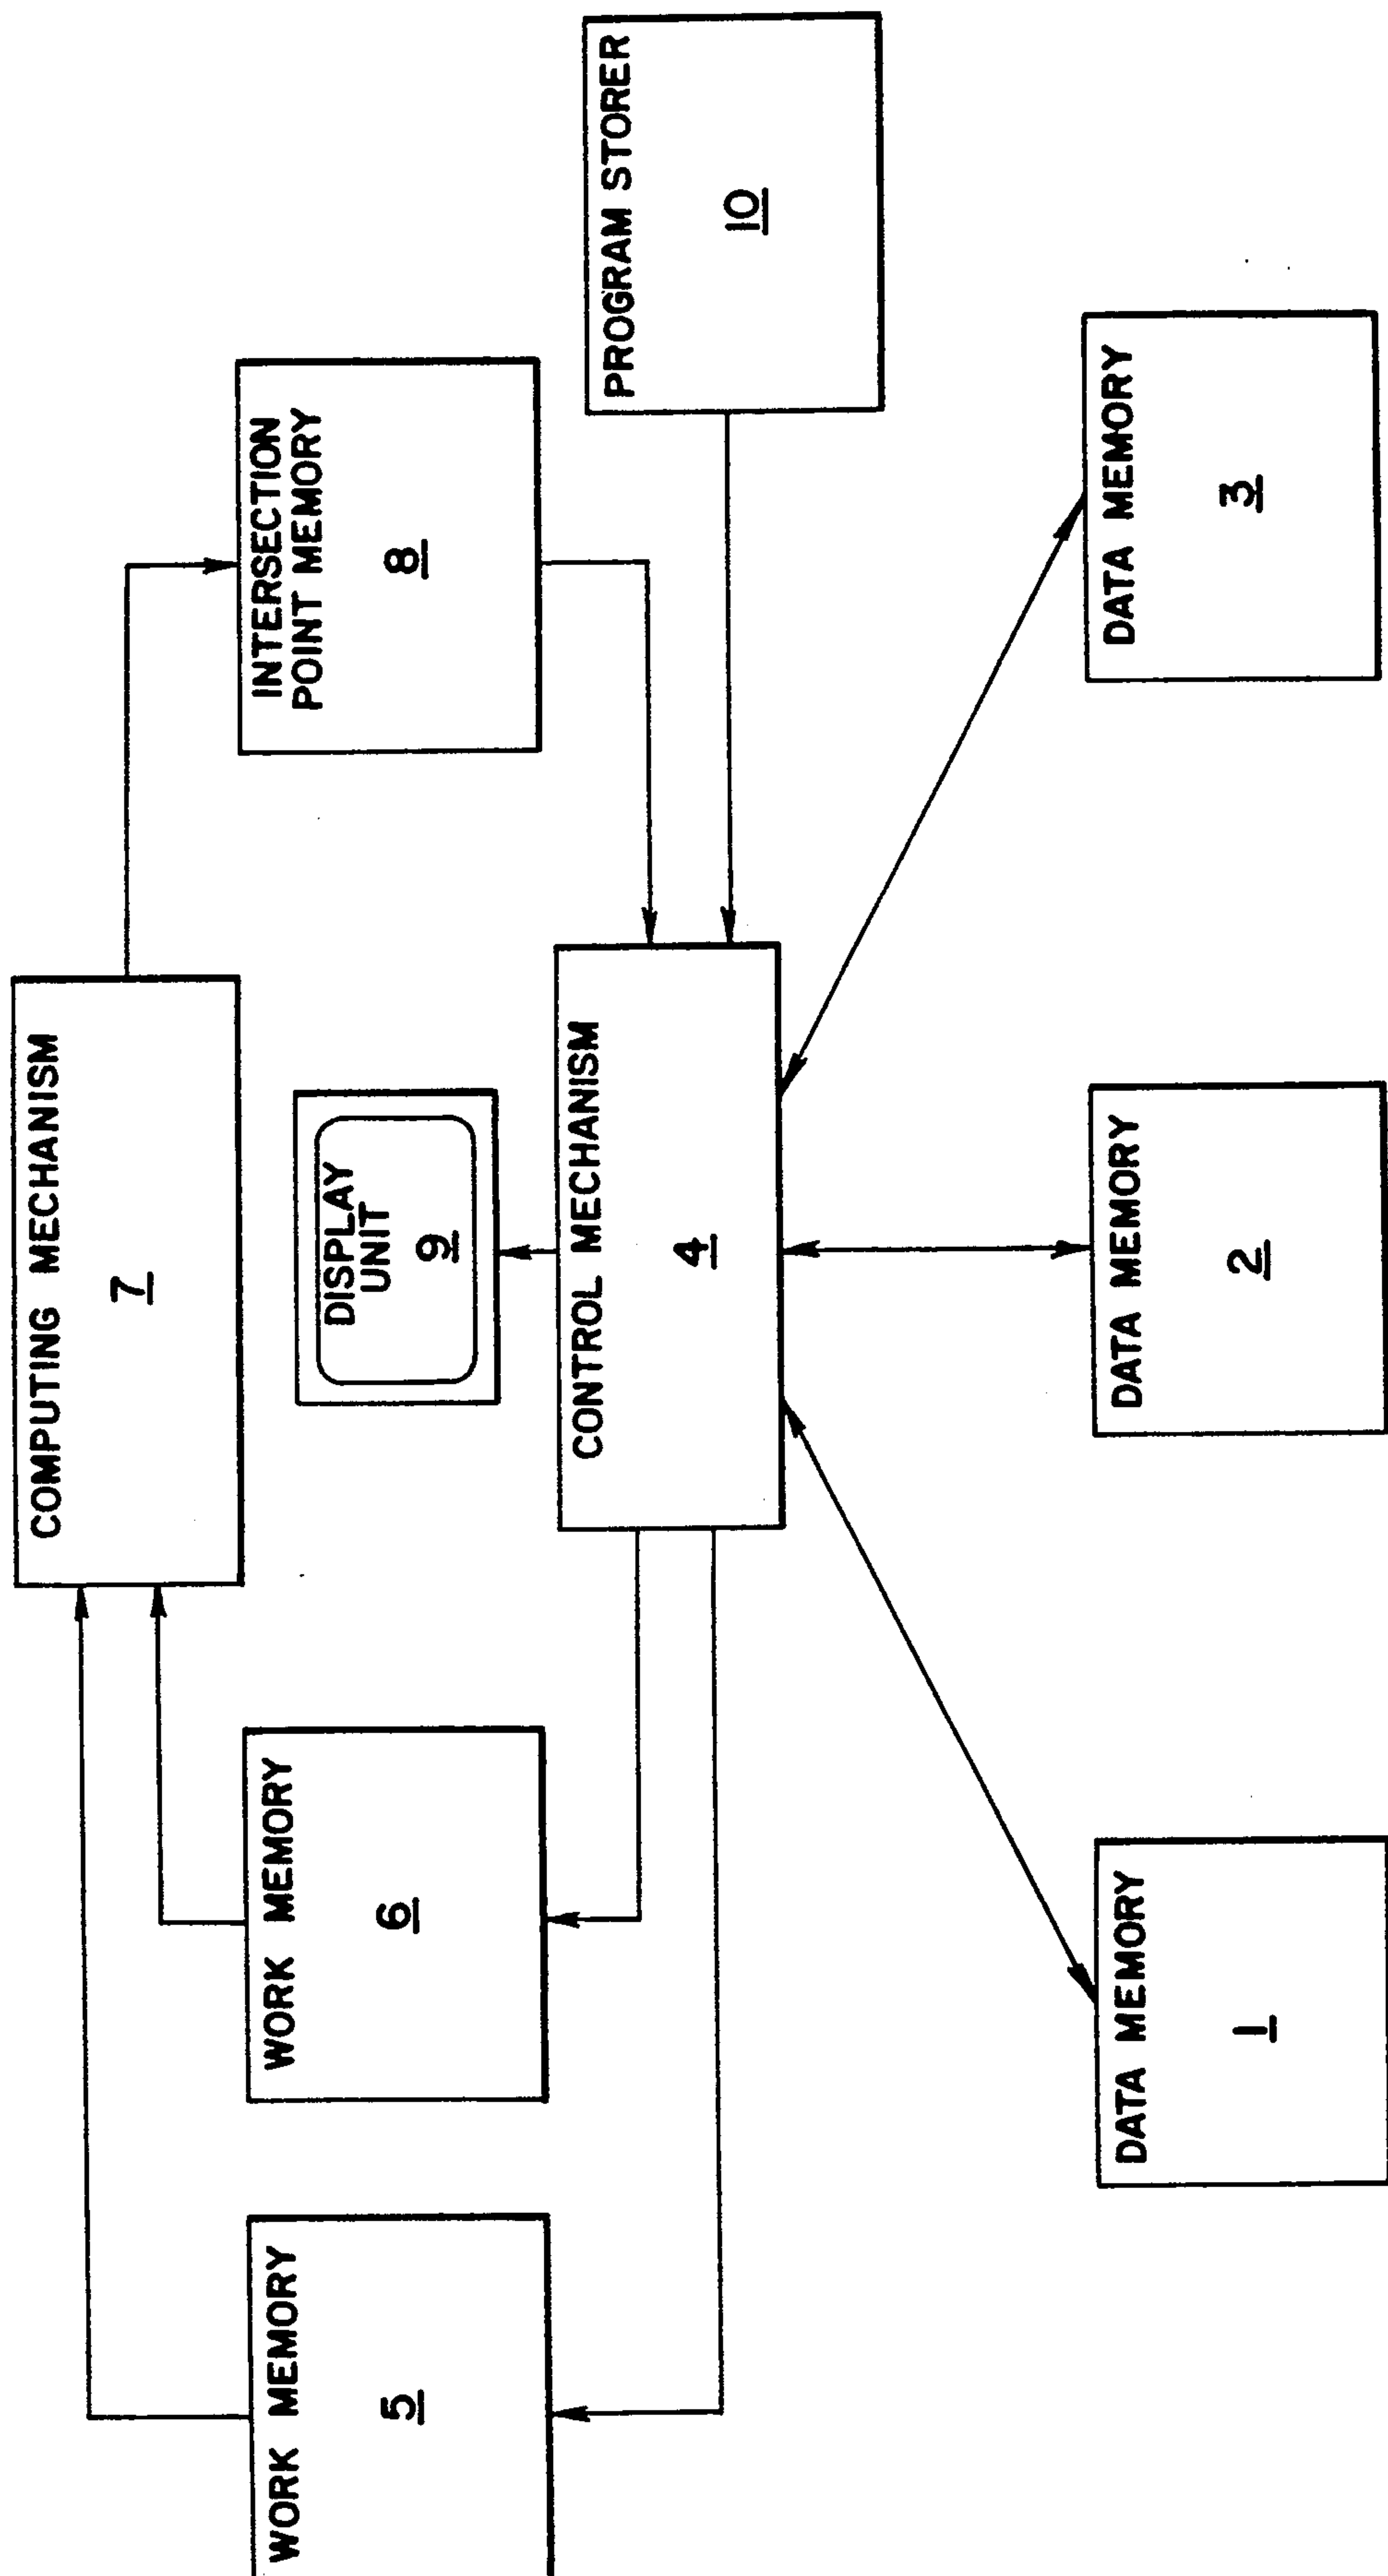 COMPUTING MECHANISM
7
WORK MEMORY
5
WORK MEMORY
6
DISPLAY
UNIT
9
INTERSECTION
POINT MEMORY
8
CONTROL MECHANISM
4
PROGRAM STORER
10
DATA MEMORY
1
DATA MEMORY
2
DATA MEMORY
3